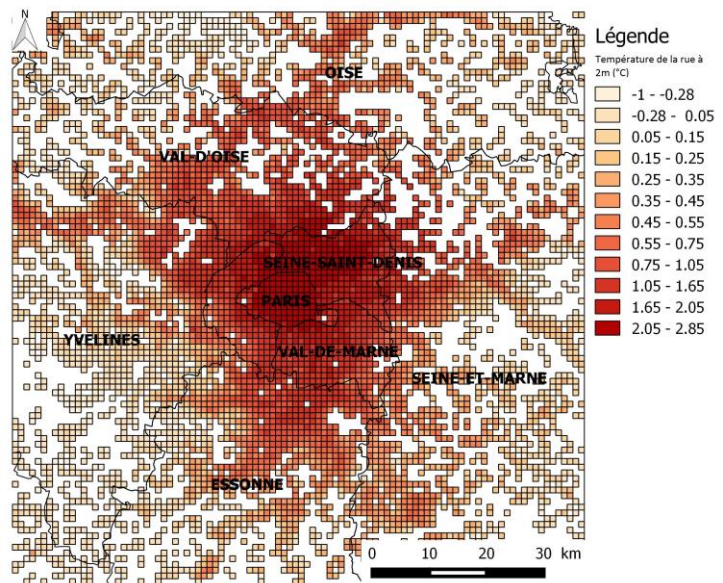 N
OISE
VAL-D'OISE
SEINE-SAINT-DENIS
PARIS
YVELINES
VAL-DE-MARNE
SEINE-ET-MARNE
ESSONNE
0 10 20 30 km
Légende
Température de la rue à
2m (°C)
-1 - -0.28
-0.28 - 0.05
0.05 - 0.15
0.15 - 0.25
0.25 - 0.35
0.35 - 0.45
0.45 - 0.55
0.55 - 0.75
0.75 - 1.05
1.05 - 1.65
1.65 - 2.05
2.05 - 2.85